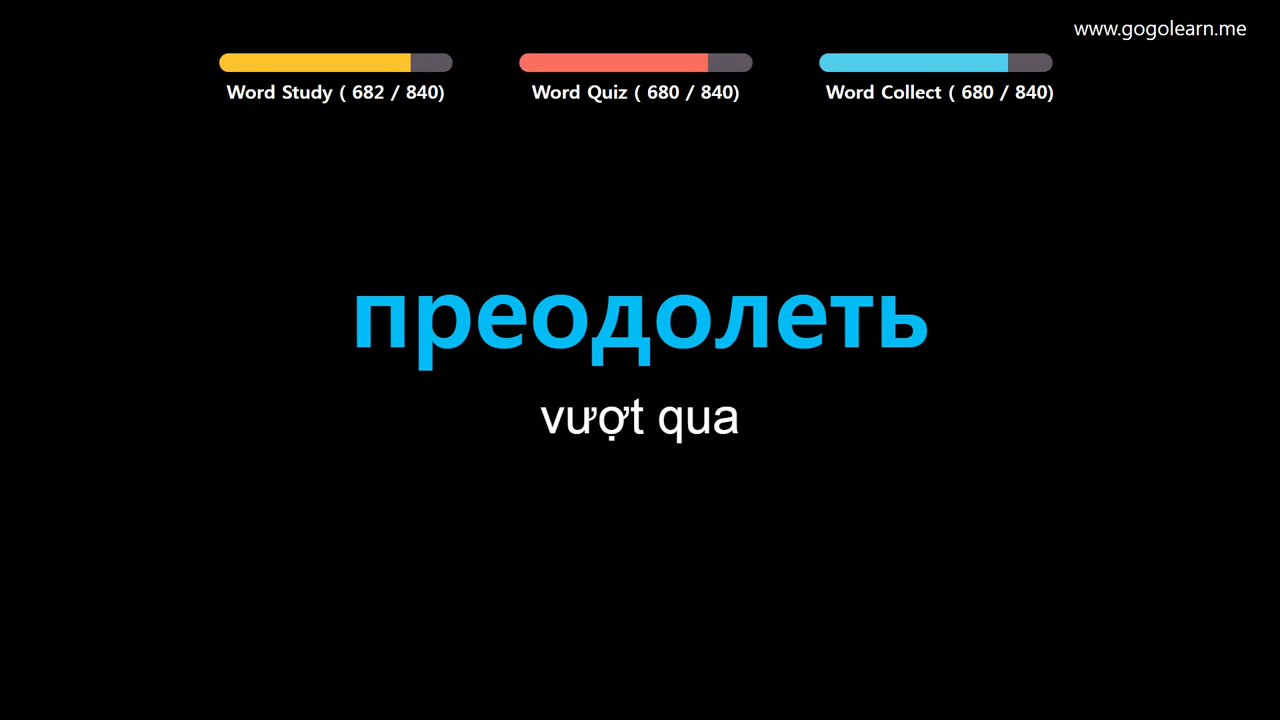 www.gogolearn.me
Word Study ( 682 / 840)
Word Quiz ( 680 / 840)
Word Collect ( 680 / 840)
преодолеть
vượt qua